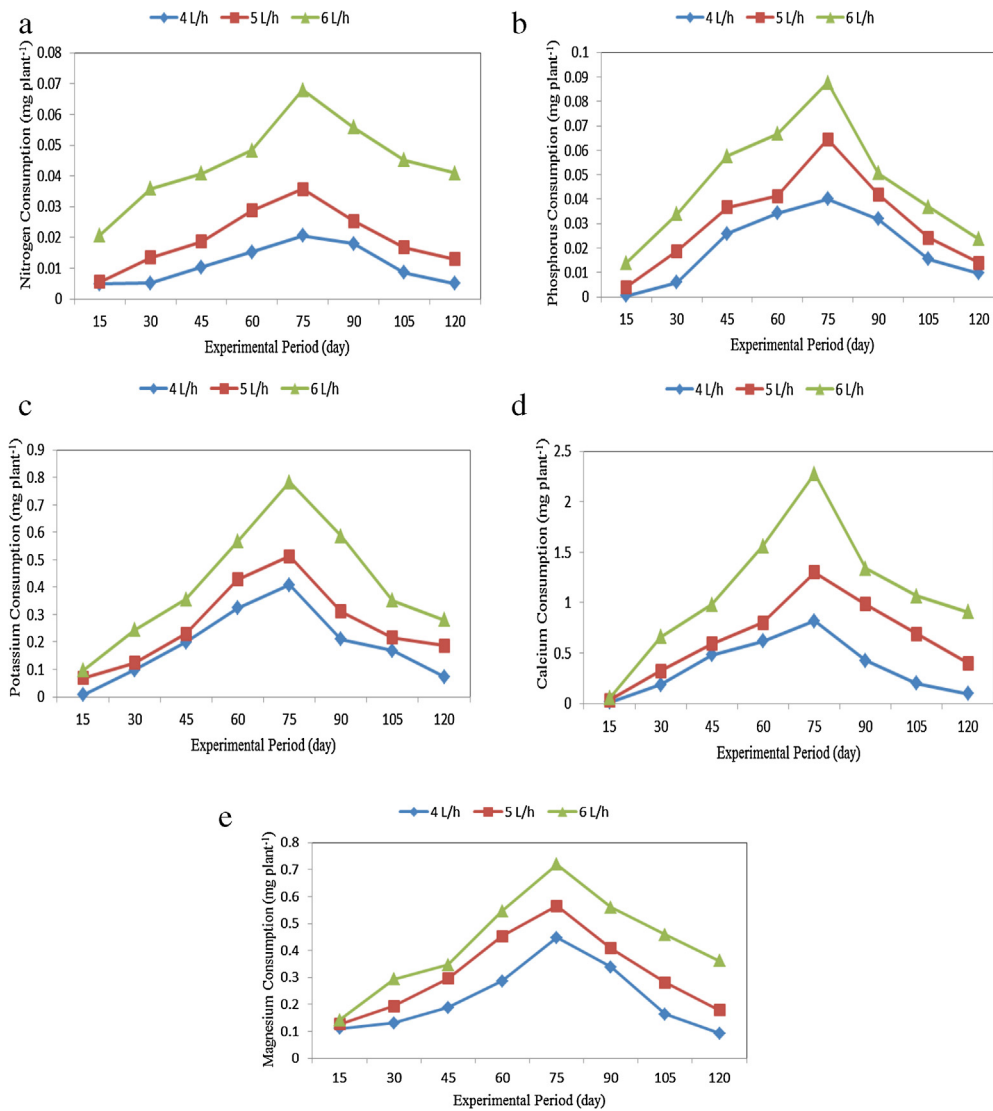 a
4 L/h 5 L/h 6 L/h
Nitrogen Consumption (mg plant-1)
0.08
0.07
0.06
0.05
0.04
0.03
0.02
0.01
0
15 30 45 60 75 90 105 120
Experimental Period (day)
b
4 L/h 5 L/h 6 L/h
Phosphorus Consumption (mg plant-1)
0.1
0.09
0.08
0.07
0.06
0.05
0.04
0.03
0.02
0.01
0
15 30 45 60 75 90 105 120
Experimental Period (day)
c
4 L/h 5 L/h 6 L/h
Potassium Consumption (mg plant-1)
0.9
0.8
0.7
0.6
0.5
0.4
0.3
0.2
0.1
0
15 30 45 60 75 90 105 120
Experimental Period (day)
d
4 L/h 5 L/h 6 L/h
Calcium Consumption (mg plant-1)
2.5
2
1.5
1
0.5
0
15 30 45 60 75 90 105 120
Experimental Period (day)
e
4 L/h 5 L/h 6 L/h
Magnesium Consumption (mg plant-1)
0.8
0.7
0.6
0.5
0.4
0.3
0.2
0.1
0
15 30 45 60 75 90 105 120
Experimental Period (day)